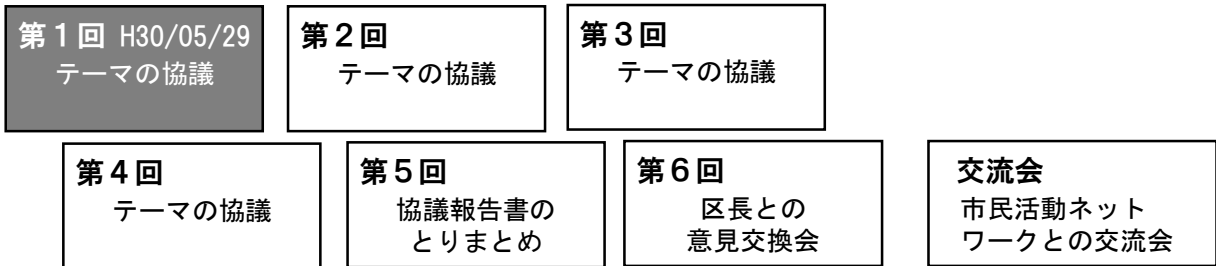 第１回 H30/05/29
テーマの協議
第２回
テーマの協議
第３回
テーマの協議
第４回
テーマの協議
第５回
協議報告書の
とりまとめ
第６回
区長との
意見交換会
交流会
市民活動ネット
ワークとの交流会